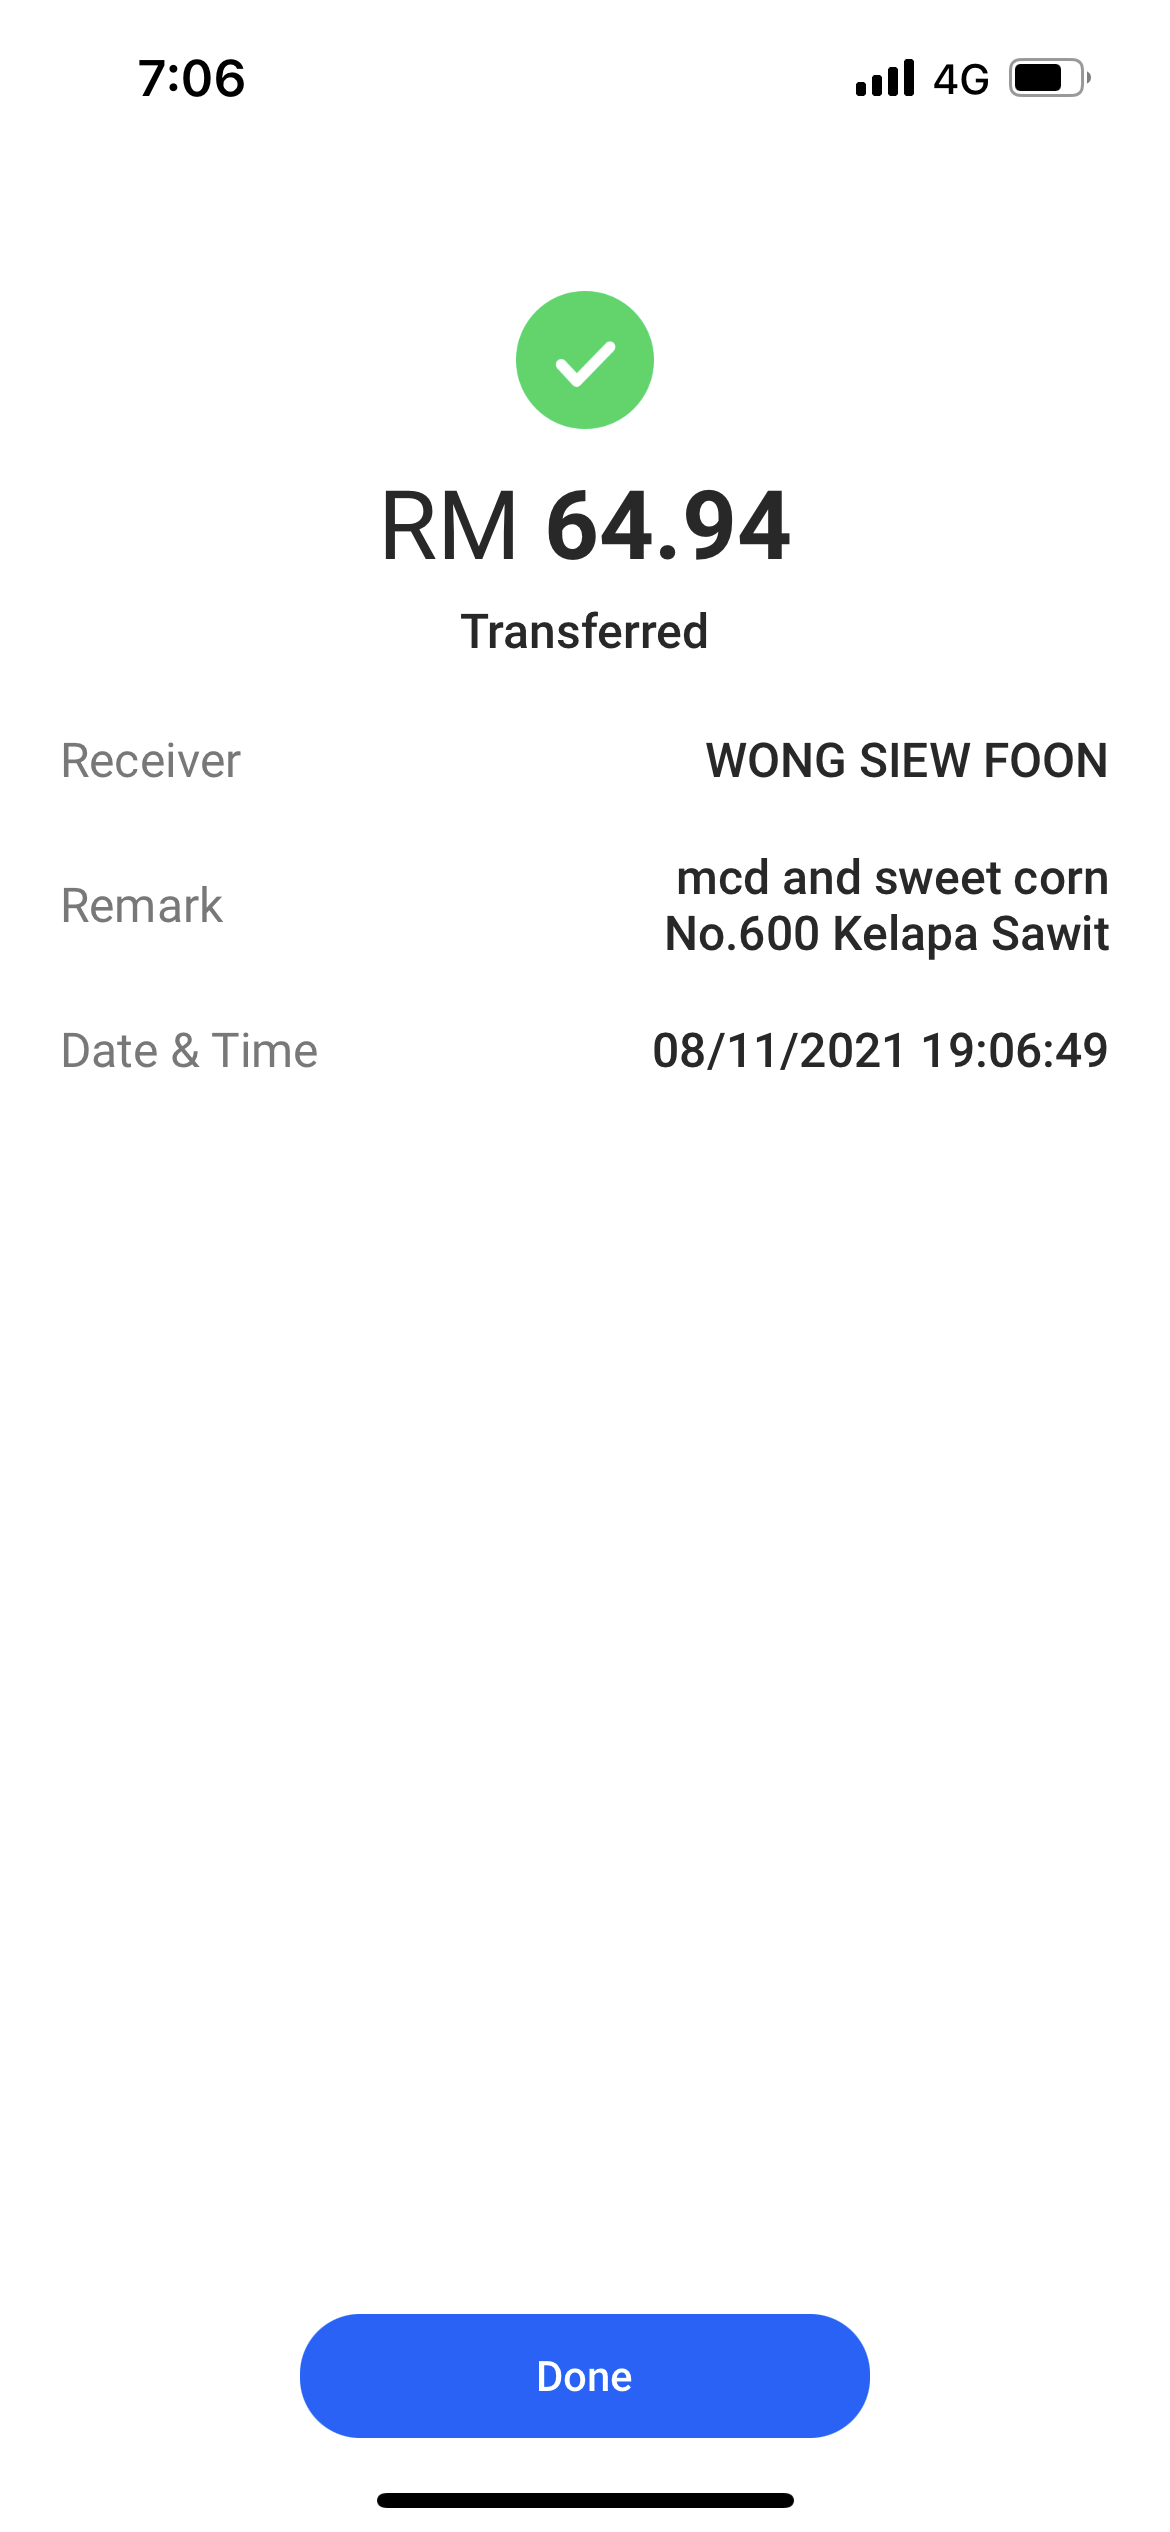 7:06 4G
RM 64.94
Transferred
Receiver WONG SIEW FOON
Remark mcd and sweet corn
No.600 Kelapa Sawit
Date & Time 08/11/2021 19:06:49
Done